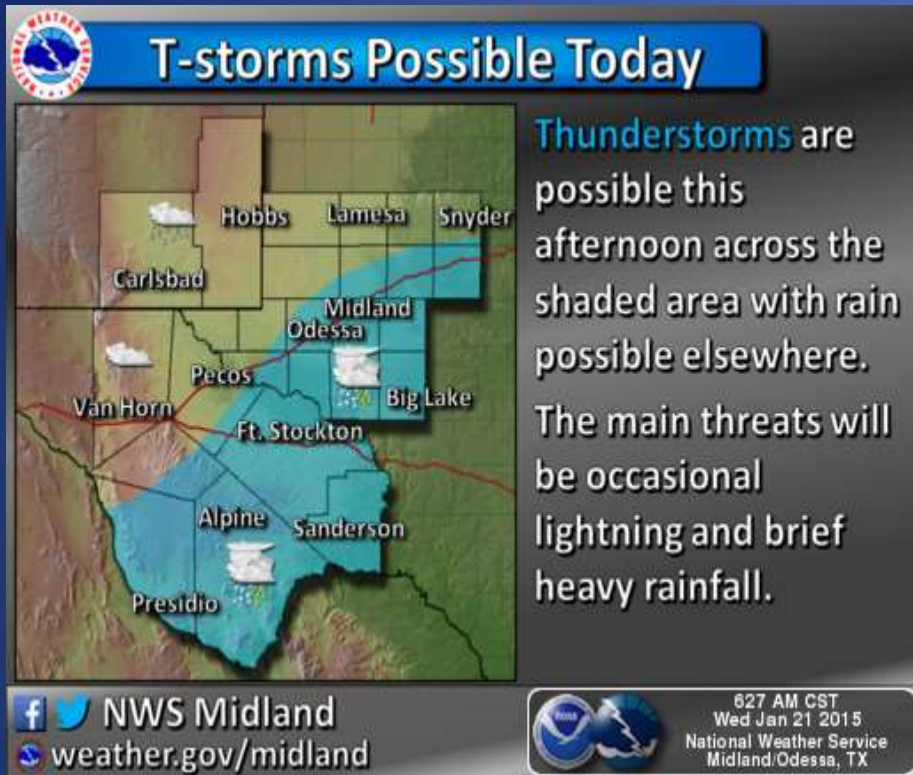 T-storms Possible Today
Hobbs
Lamesa
Snyder
Carlsbad
Midland
Odessa
Pecos
Big Lake
Van Horn
Ft. Stockton
Alpine
Sanderson
Presidio
Thunderstorms are
possible this
afternoon across the
shaded area with rain
possible elsewhere.
The main threats will
be occasional
lightning and brief
heavy rainfall.
NWS Midland
weather.gov/midland
627 AM CST
Wed Jan 21 2015
National Weather Service
Midland/Odessa, TX
NATIONAL WEATHER SERVICE